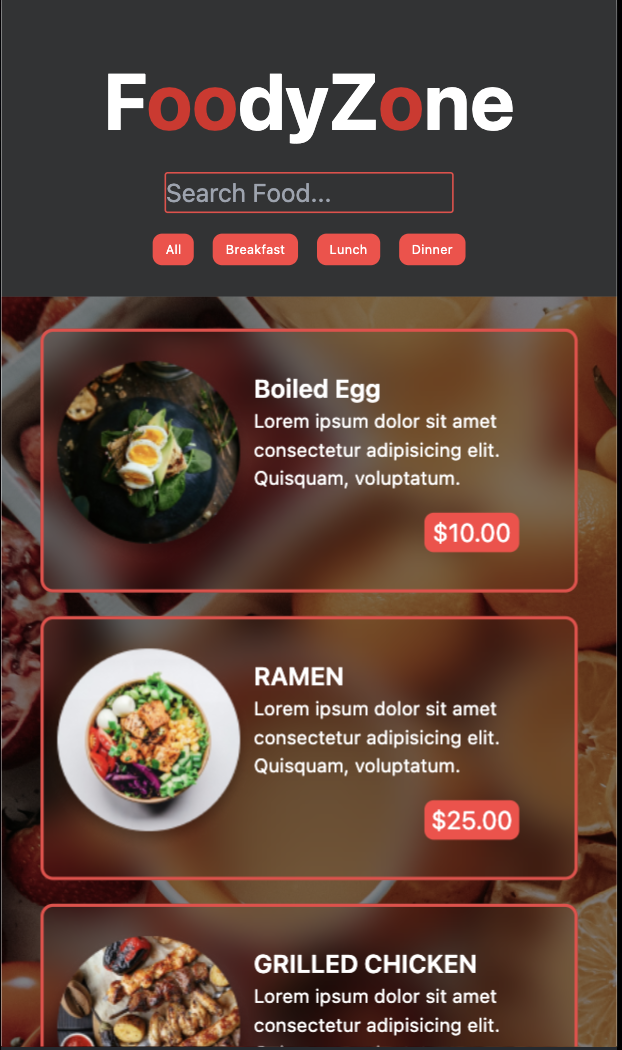 FoodyZone
Search Food...
All Breakfast Lunch Dinner
Boiled Egg
Lorem ipsum dolor sit amet
consectetur adipisicing elit.
Quisquam, voluptatum.
$10.00
RAMEN
Lorem ipsum dolor sit amet
consectetur adipisicing elit.
Quisquam, voluptatum.
$25.00
GRILLED CHICKEN
Lorem ipsum dolor sit amet
consectetur adipisicing elit.